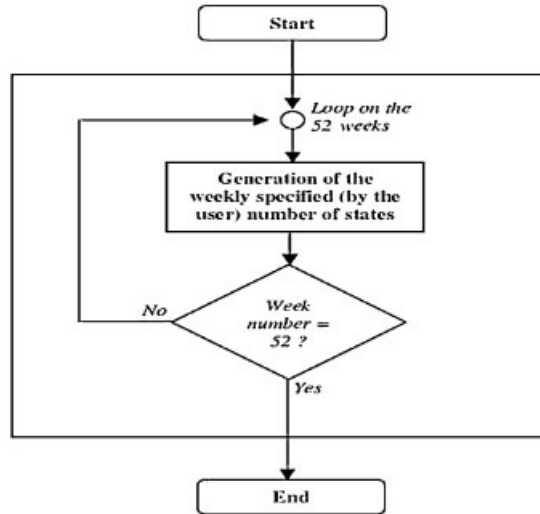 Start
Loop on the
52 weeks
Generation of the
weekly specified (by the
user) number of states
No
Week
number =
52 ?
Yes
End